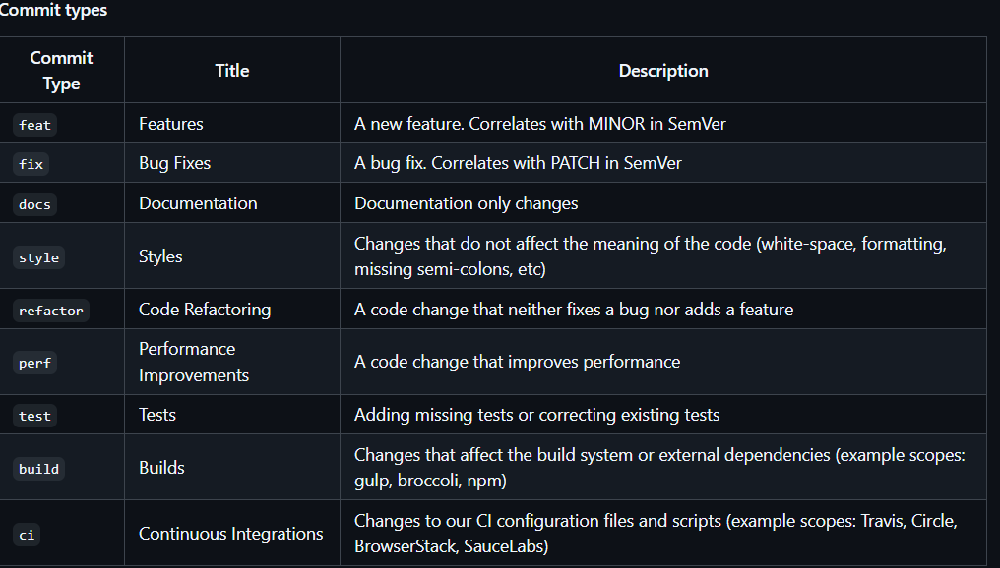 Commit types
Commit
Type
Title
Description
feat
Features
A new feature. Correlates with MINOR in SemVer
fix
Bug Fixes
A bug fix. Correlates with PATCH in SemVer
docs
Documentation
Documentation only changes
style
Styles
Changes that do not affect the meaning of the code (white-space, formatting,
missing semi-colons, etc)
refactor
Code Refactoring
A code change that neither fixes a bug nor adds a feature
perf
Performance
Improvements
A code change that improves performance
test
Tests
Adding missing tests or correcting existing tests
build
Builds
Changes that affect the build system or external dependencies (example scopes:
gulp, broccoli, npm)
ci
Continuous Integrations
Changes to our CI configuration files and scripts (example scopes: Travis, Circle,
BrowserStack, SauceLabs)